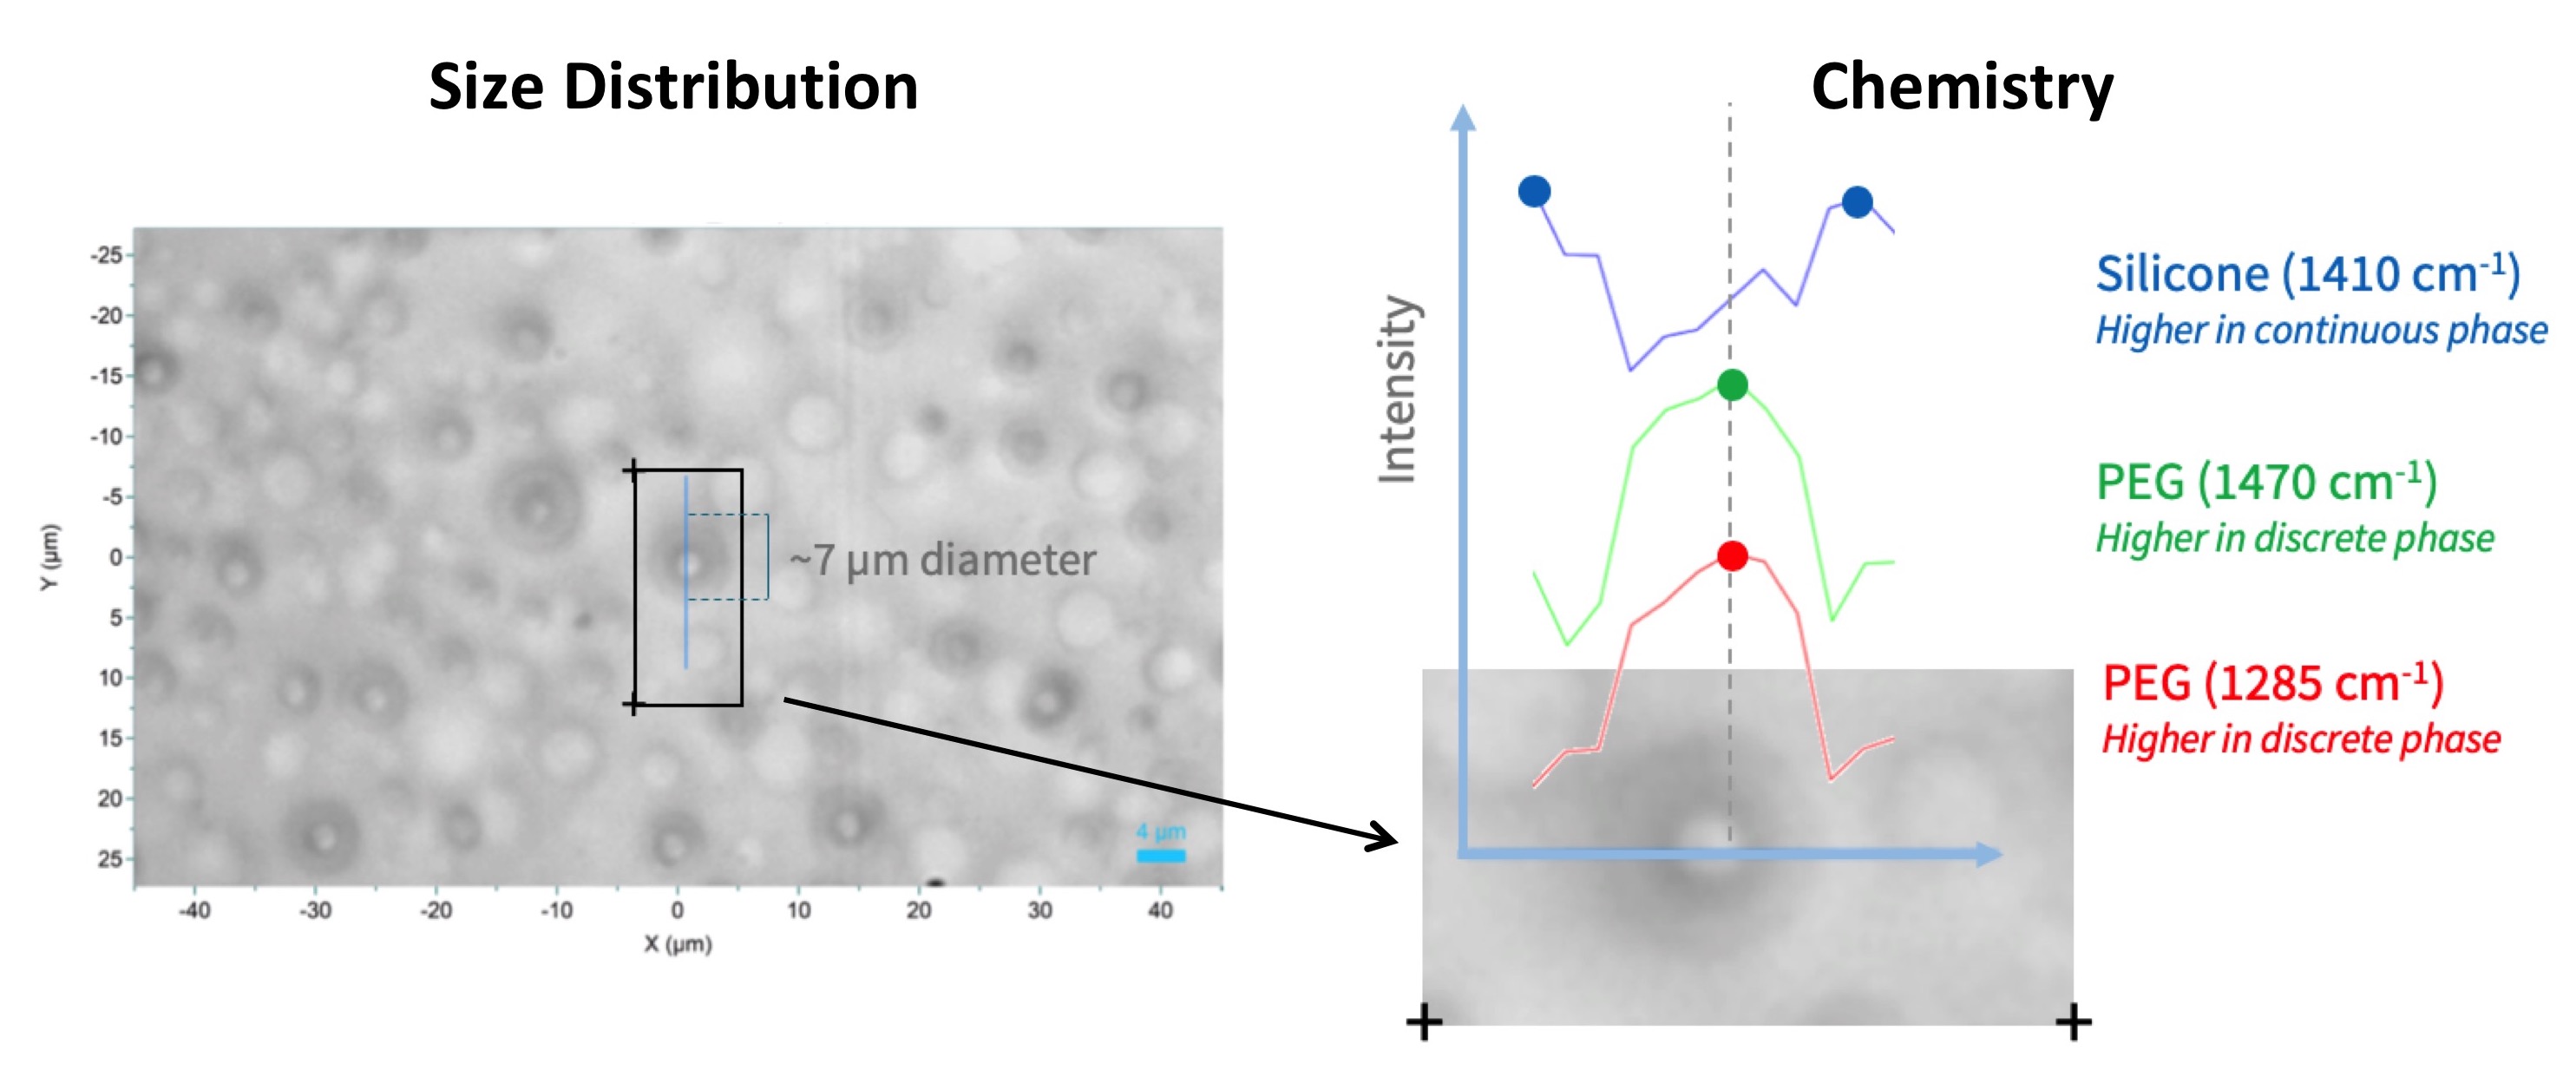 Size Distribution
Chemistry
-25
-20
-15
-10
-5
0
5
10
15
20
25
Y (µm)
-40
-30
-20
-10
0
10
20
30
40
X (µm)
~7 µm diameter
4 µm
Intensity
Silicone (1410 cm⁻¹)
Higher in continuous phase
PEG (1470 cm⁻¹)
Higher in discrete phase
PEG (1285 cm⁻¹)
Higher in discrete phase